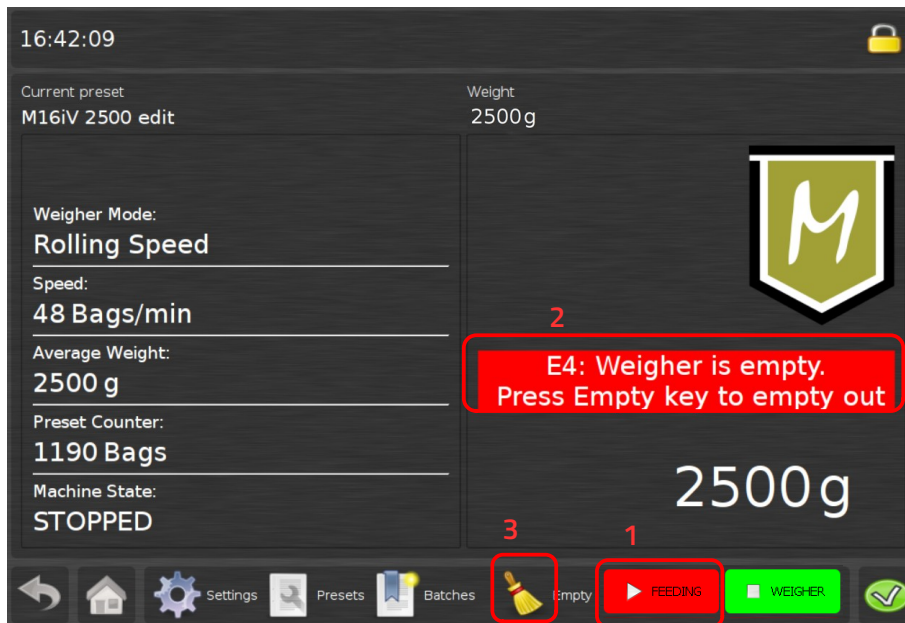 16:42:09
Current preset
M16iV 2500 edit
Weight
2500g
Weigher Mode:
Rolling Speed
Speed:
48 Bags/min
Average Weight:
2500 g
Preset Counter:
1190 Bags
Machine State:
STOPPED
M
2
E4: Weigher is empty.
Press Empty key to empty out
2500g
3
1
Settings
Presets
Batches
Empty
FEEDING
WEIGHER